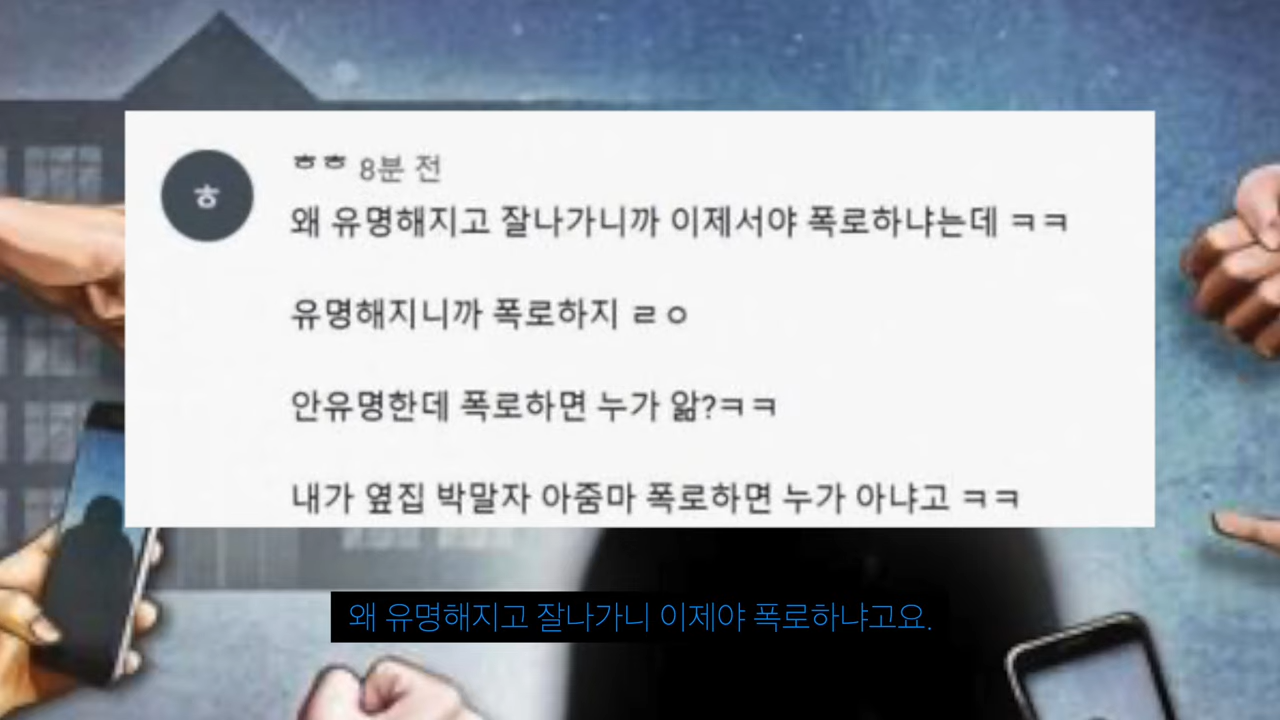 ㅎ
ㅎㅎ 8분 전
왜 유명해지고 잘나가니까 이제서야 폭로하냐는데 ㅋㅋ
유명해지니까 폭로하지 ㄹㅇ
안유명한데 폭로하면 누가 앎?ㅋㅋ
내가 옆집 박말자 아줌마 폭로하면 누가 아냐고 ㅋㅋ
왜 유명해지고 잘나가니 이제야 폭로하냐고요.